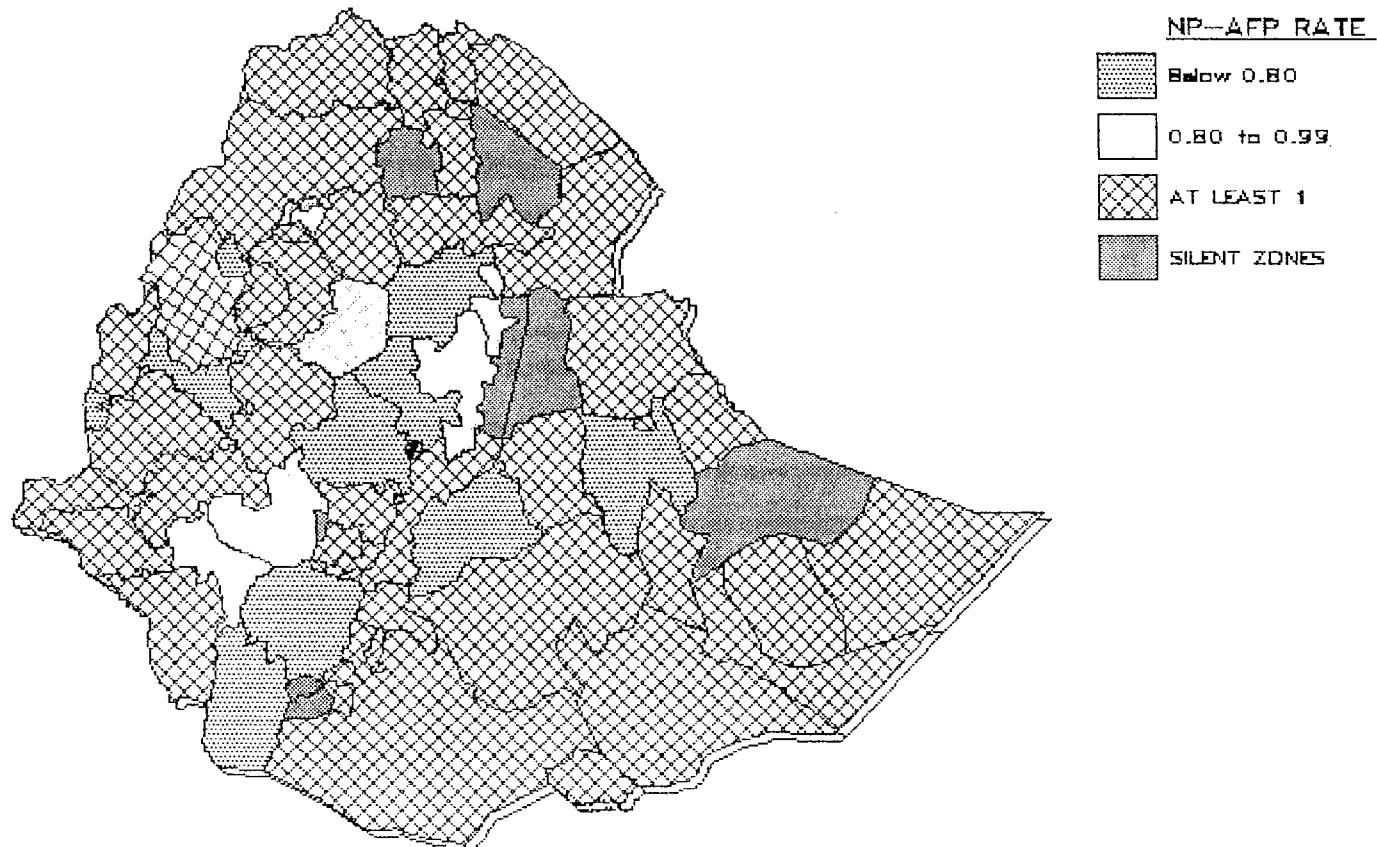 NP-AFP RATE
Below 0.80
0.80 to 0.99
AT LEAST 1
SILENT ZONES